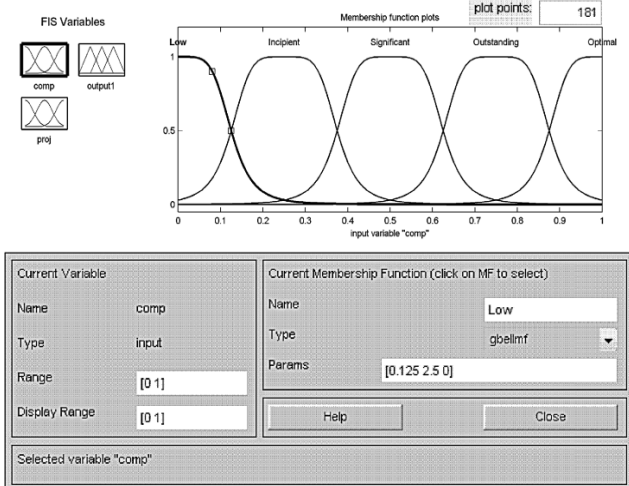 plot points: 181
FIS Variables
Membership function plots
Low Incipient Significant Outstanding Optimal
comp output1
proj
1
0.5
0
0 0.1 0.2 0.3 0.4 0.5 0.6 0.7 0.8 0.9 1
input variable "comp"
Current Variable
Name comp
Type input
Range [0 1]
Display Range [0 1]
Current Membership Function (click on MF to select)
Name Low
Type gbellmf
Params [0.125 2.5 0]
Help Close
Selected variable "comp"